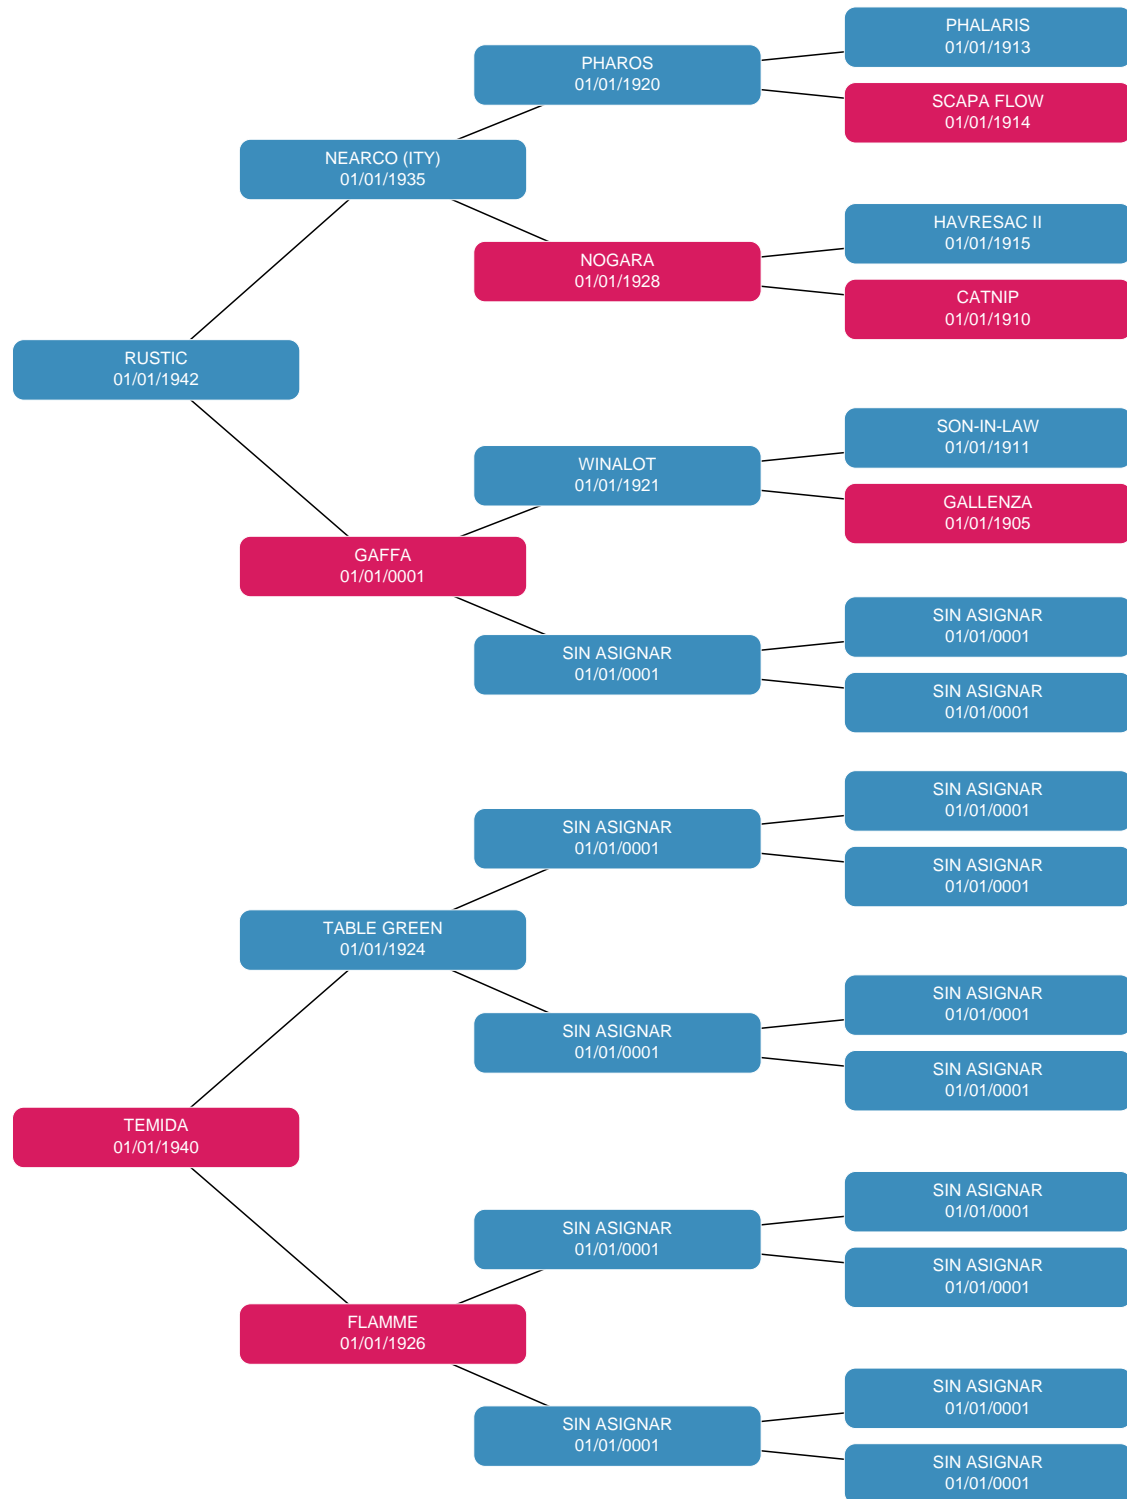 PHALARIS
01/01/1913
PHAROS
01/01/1920
SCAPA FLOW
01/01/1914
NEARCO (ITY)
01/01/1935
HAVRESAC II
01/01/1915
NOGARA
01/01/1928
CATNIP
01/01/1910
RUSTIC
01/01/1942
SON-IN-LAW
01/01/1911
WINALOT
01/01/1921
GALLENZA
01/01/1905
GAFFA
01/01/0001
SIN ASIGNAR
01/01/0001
SIN ASIGNAR
01/01/0001
SIN ASIGNAR
01/01/0001
SIN ASIGNAR
01/01/0001
SIN ASIGNAR
01/01/0001
SIN ASIGNAR
01/01/0001
TABLE GREEN
01/01/1924
SIN ASIGNAR
01/01/0001
SIN ASIGNAR
01/01/0001
SIN ASIGNAR
01/01/0001
TEMIDA
01/01/1940
SIN ASIGNAR
01/01/0001
SIN ASIGNAR
01/01/0001
SIN ASIGNAR
01/01/0001
FLAMME
01/01/1926
SIN ASIGNAR
01/01/0001
SIN ASIGNAR
01/01/0001
SIN ASIGNAR
01/01/0001